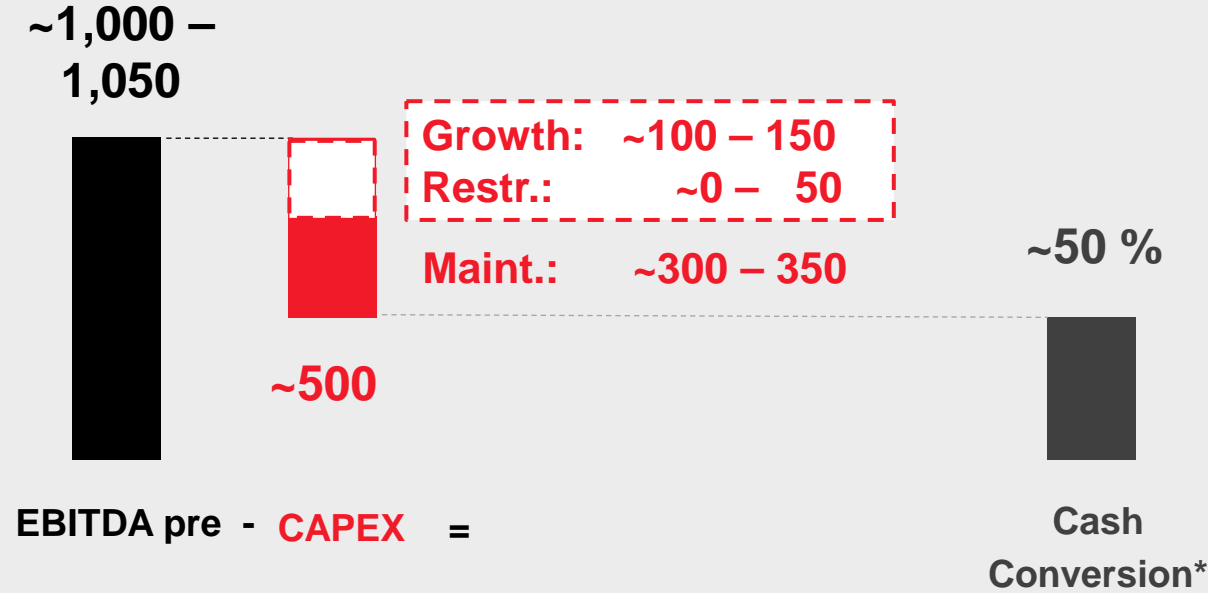 ~1,000 –
1,050
Growth: ~100 – 150
Restr.: ~0 – 50
Maint.: ~300 – 350
~50 %
~500
EBITDA pre - CAPEX =
Cash
Conversion*